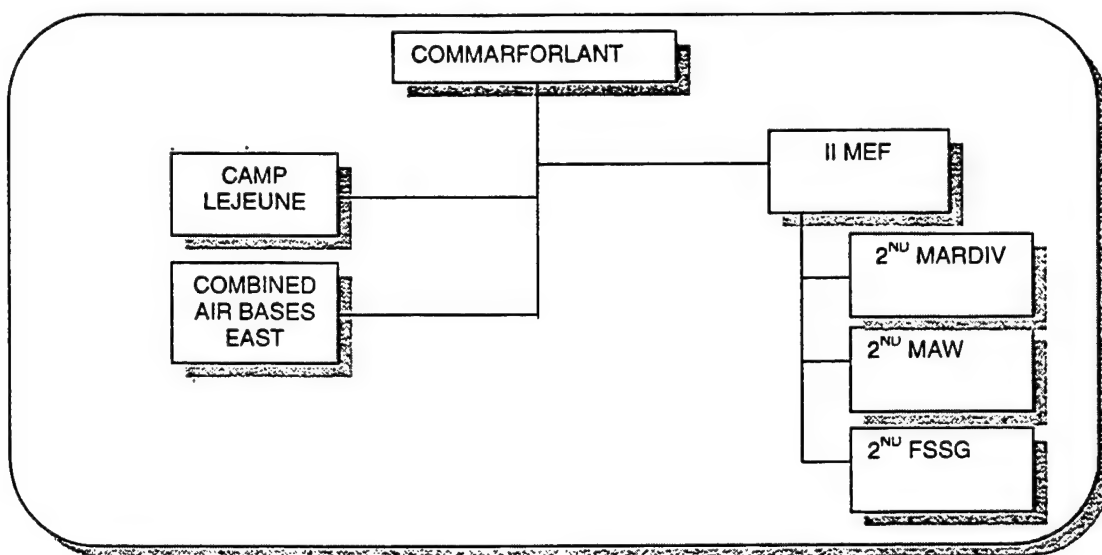 COMMARFORLANT
CAMP
LEJEUNE
COMBINED
AIR BASES
EAST
II MEF
2ND MARDIV
2ND MAW
2ND FSSG